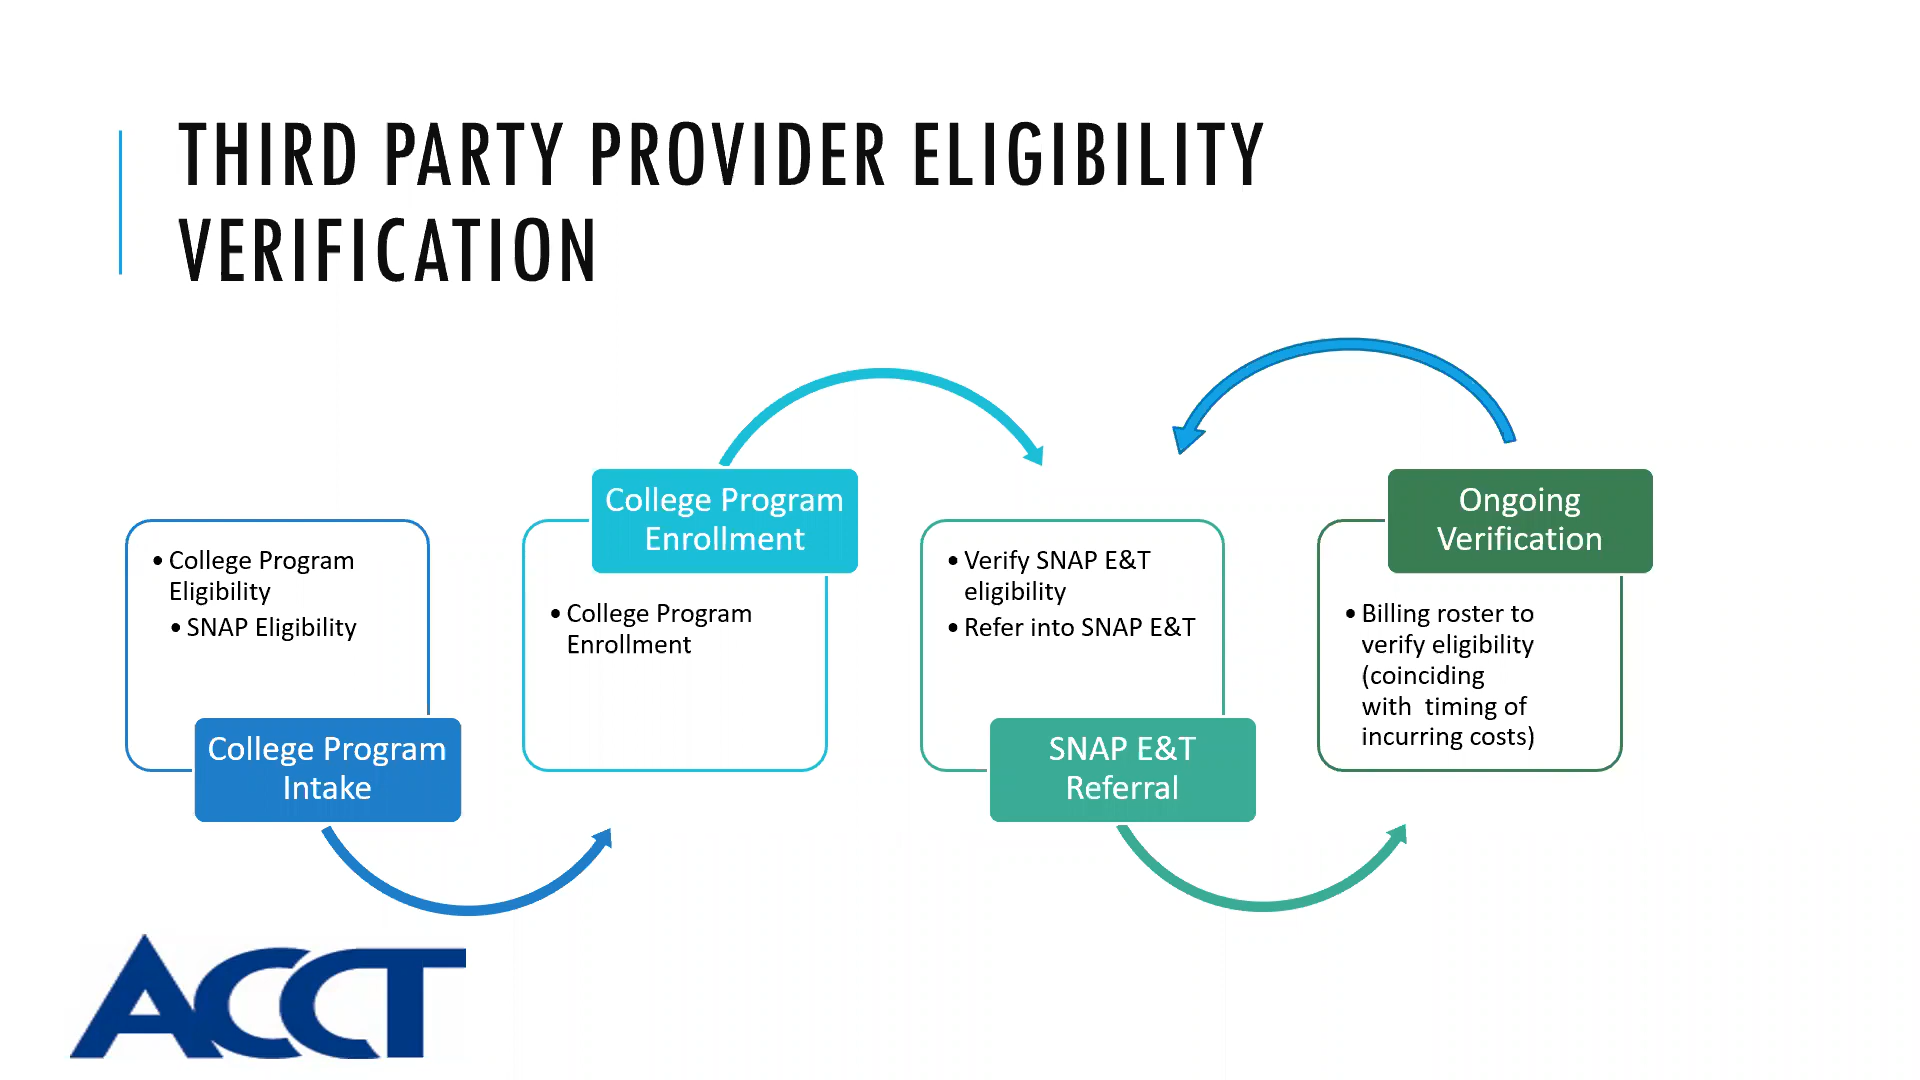 THIRD PARTY PROVIDER ELIGIBILITY
VERIFICATION
• College Program
Eligibility
• SNAP Eligibility
College Program
Intake
College Program
Enrollment
• College Program
Enrollment
• Verify SNAP E&T
eligibility
• Refer into SNAP E&T
SNAP E&T
Referral
Ongoing
Verification
• Billing roster to
verify eligibility
(coinciding
with  timing of
incurring costs)
ACCT